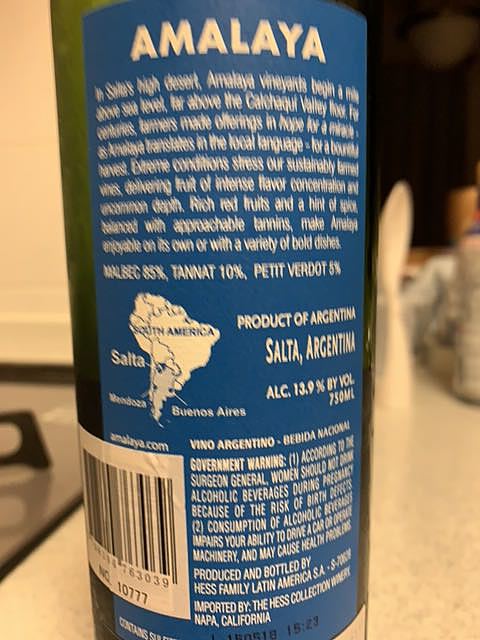 AMALAYA
In Salta's high desert, Amalaya vineyards begin a mile
above sea level, far above the Calchaqui Valley floor. For
centuries, farmers made offerings in hope for a miracle -
as Amalaya translates in the local language - for a bountiful
harvest. Extreme conditions stress our sustainably farmed
vines, delivering fruit of intense flavor concentration and
uncommon depth. Rich red fruits and a hint of spice
balanced with approachable tannins, make Amalaya
enjoyable on its own or with a variety of bold dishes.
MALBEC 85%, TANNAT 10%, PETIT VERDOT 5%
SOUTH AMERICA
Salta
Mendoza
Buenos Aires
PRODUCT OF ARGENTINA
SALTA, ARGENTINA
ALC. 13.9 % BY VOL.
750ML
amalaya.com
VINO ARGENTINO - BEBIDA NACIONAL
GOVERNMENT WARNING: (1) ACCORDING TO THE
SURGEON GENERAL, WOMEN SHOULD NOT DRINK
ALCOHOLIC BEVERAGES DURING PREGNANCY
BECAUSE OF THE RISK OF BIRTH DEFECTS.
(2) CONSUMPTION OF ALCOHOLIC BEVERAGES
IMPAIRS YOUR ABILITY TO DRIVE A CAR OR OPERATE
MACHINERY, AND MAY CAUSE HEALTH PROBLEMS.
PRODUCED AND BOTTLED BY
HESS FAMILY LATIN AMERICA S.A. - S-70028
IMPORTED BY: THE HESS COLLECTION WINERY
NAPA, CALIFORNIA
763039
10777
CONTAINS
150518 15:23